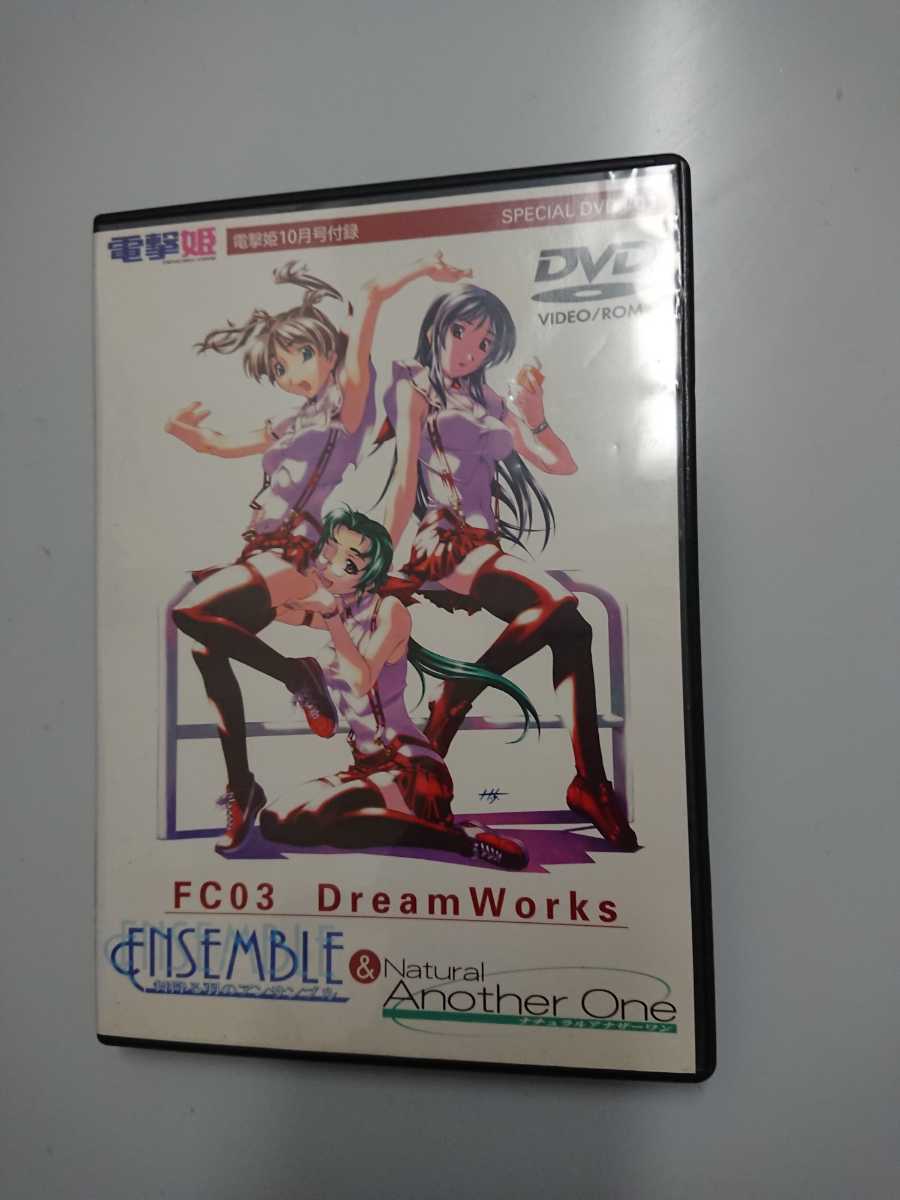 電撃姫
電撃姫10月号付録
SPECIAL DVD
DVD
VIDEO/ROM
FC03 DreamWorks
ENSEMBLE
&
Natural
Another One
ナチュラルアナザーワン